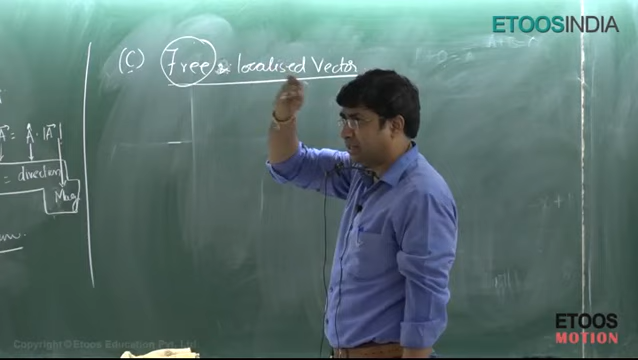 ETOOSINDIA
(C) Free & localised Vector
A = A · |A|
= direction
Mag
ETOOS
MOTION
Copyright © Etoos Education Pvt. Ltd.